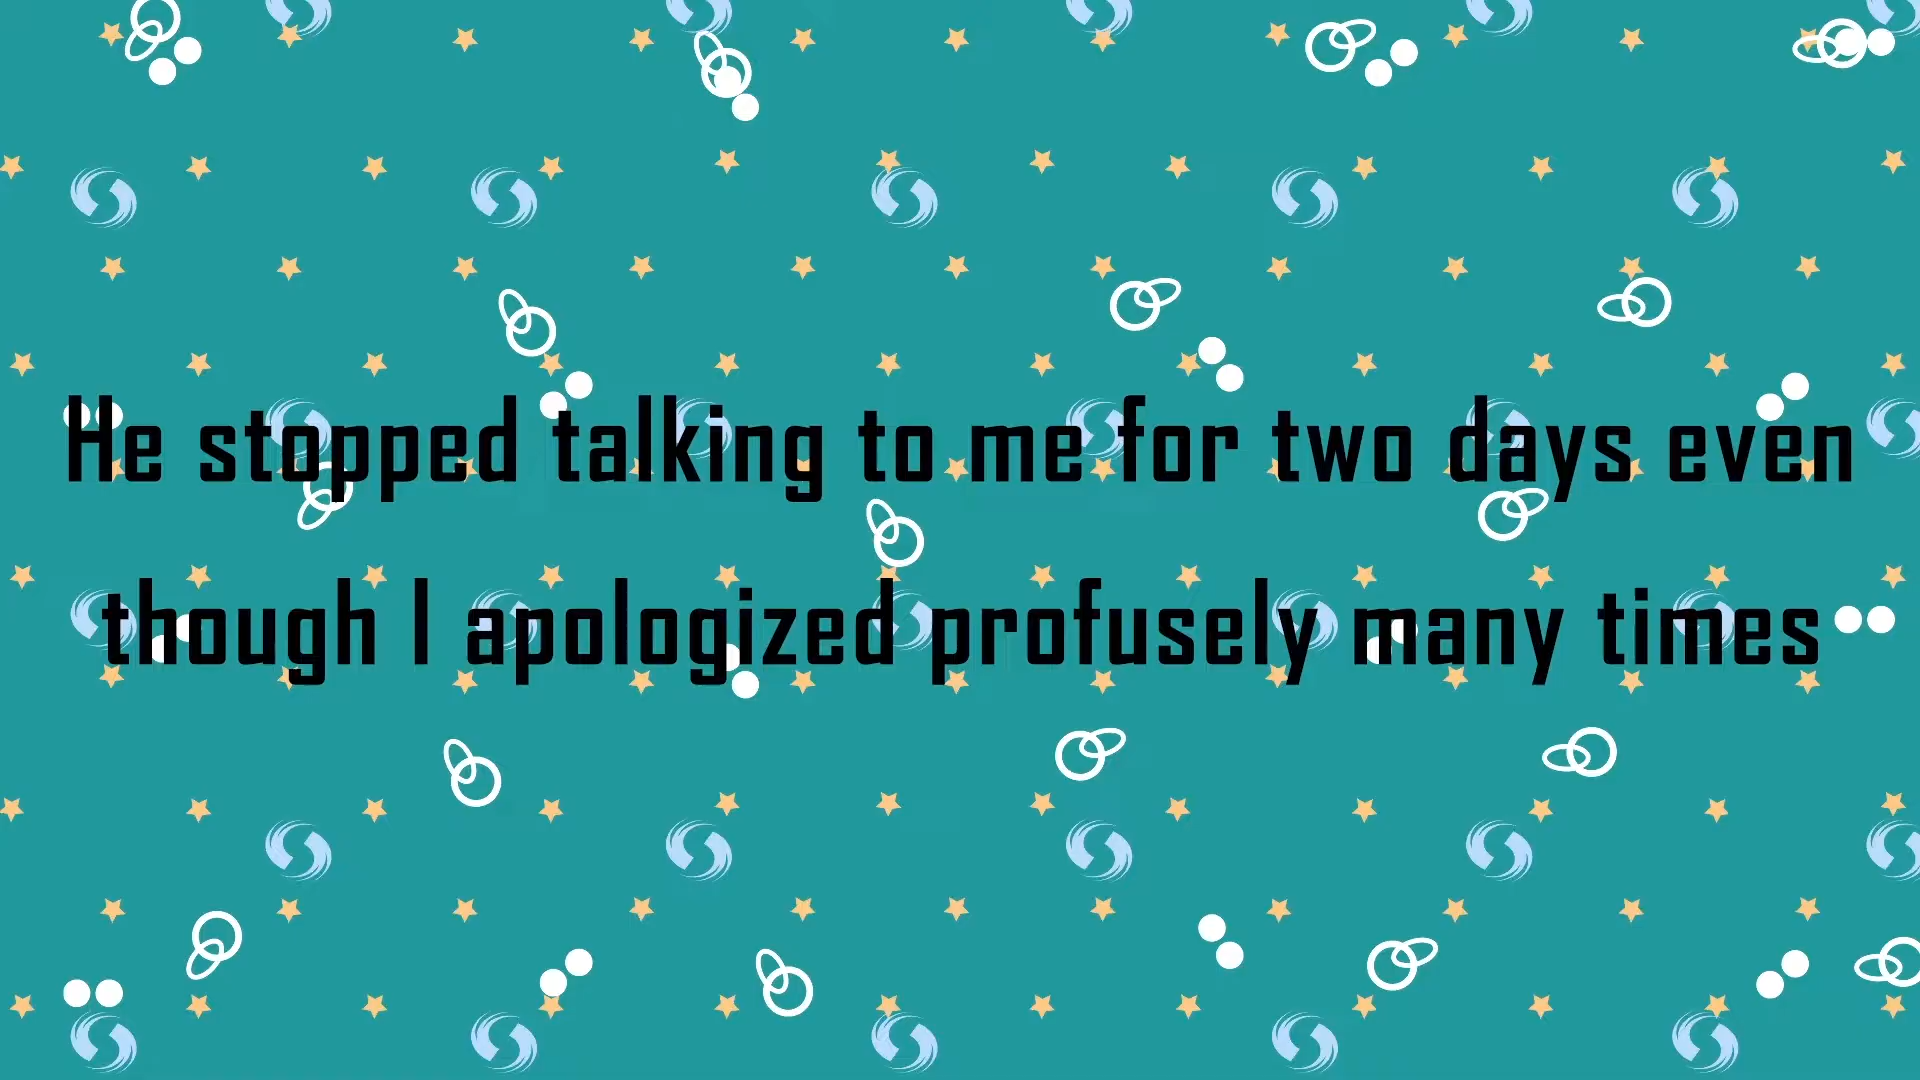 He stopped talking to me for two days even
though I apologized profusely many times